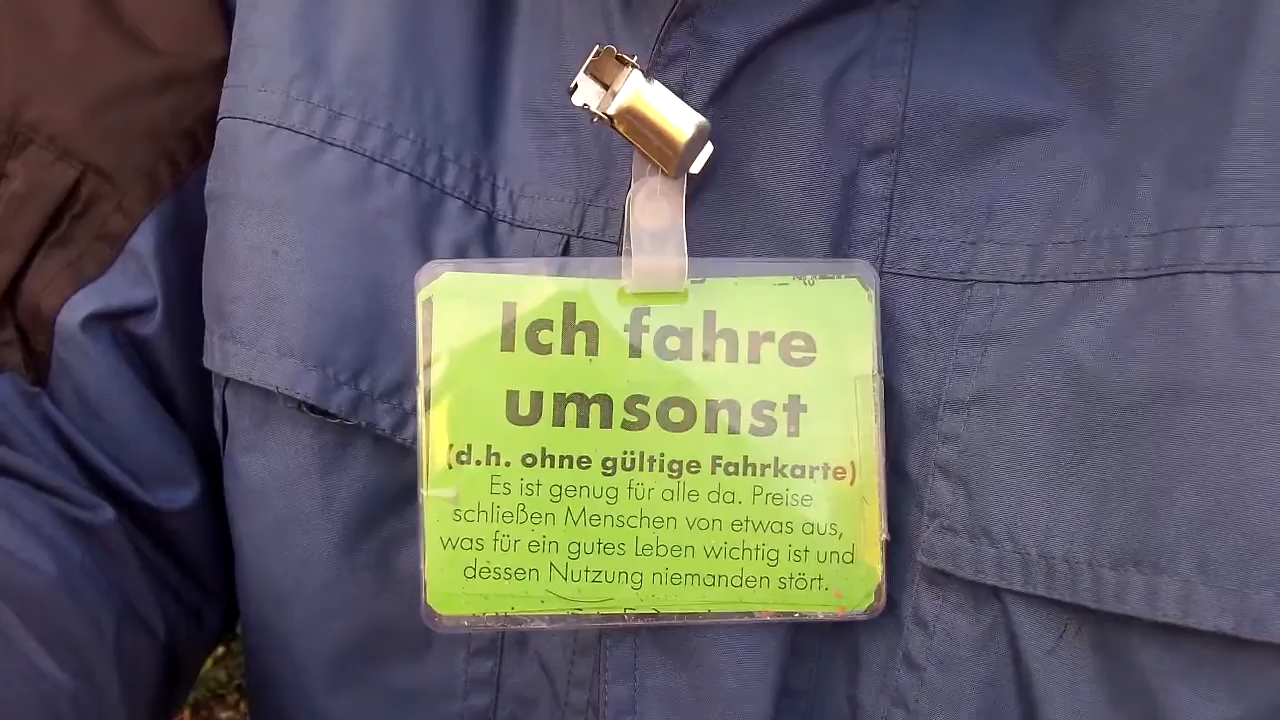 Ich fahre
umsonst
(d.h. ohne gültige Fahrkarte)
Es ist genug für alle da. Preise
schließen Menschen von etwas aus,
was für ein gutes Leben wichtig ist und
dessen Nutzung niemanden stört.